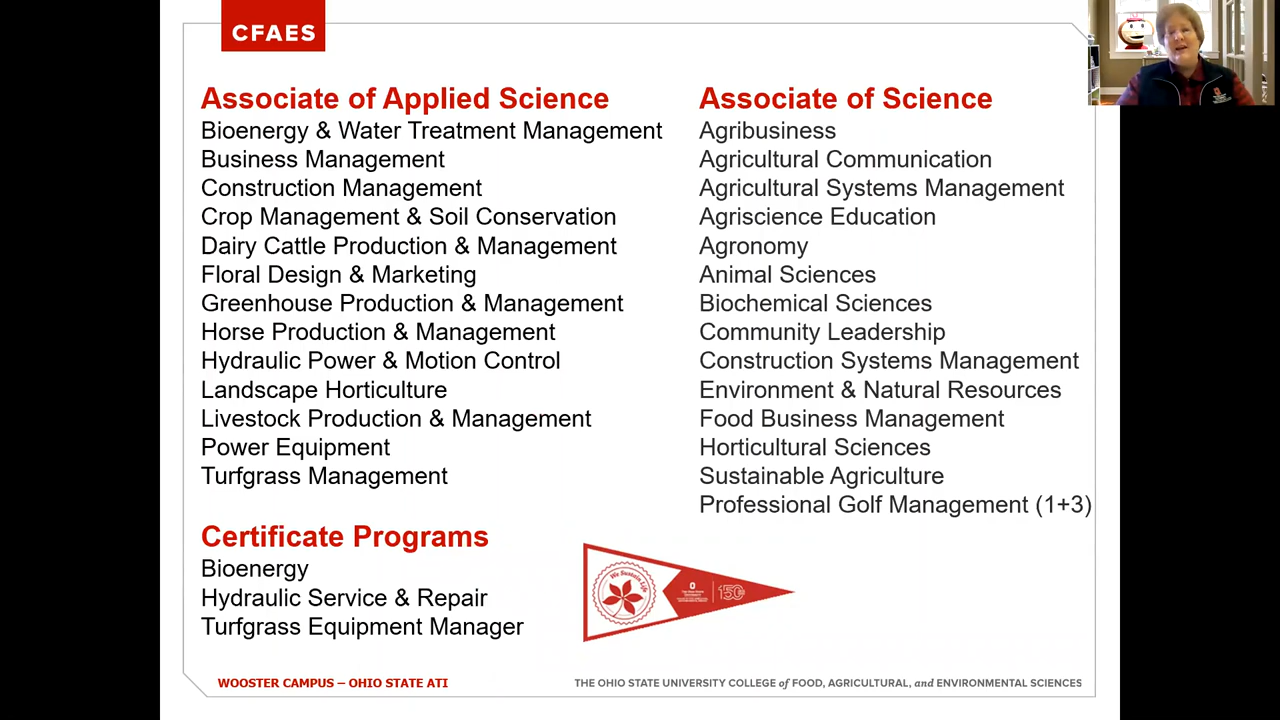 CFAES
Associate of Applied Science
Bioenergy & Water Treatment Management
Business Management
Construction Management
Crop Management & Soil Conservation
Dairy Cattle Production & Management
Floral Design & Marketing
Greenhouse Production & Management
Horse Production & Management
Hydraulic Power & Motion Control
Landscape Horticulture
Livestock Production & Management
Power Equipment
Turfgrass Management
Certificate Programs
Bioenergy
Hydraulic Service & Repair
Turfgrass Equipment Manager
Associate of Science
Agribusiness
Agricultural Communication
Agricultural Systems Management
Agriscience Education
Agronomy
Animal Sciences
Biochemical Sciences
Community Leadership
Construction Systems Management
Environment & Natural Resources
Food Business Management
Horticultural Sciences
Sustainable Agriculture
Professional Golf Management (1+3)
We Sustain Life
150
WOOSTER CAMPUS – OHIO STATE ATI
THE OHIO STATE UNIVERSITY COLLEGE of FOOD, AGRICULTURAL, and ENVIRONMENTAL SCIENCES